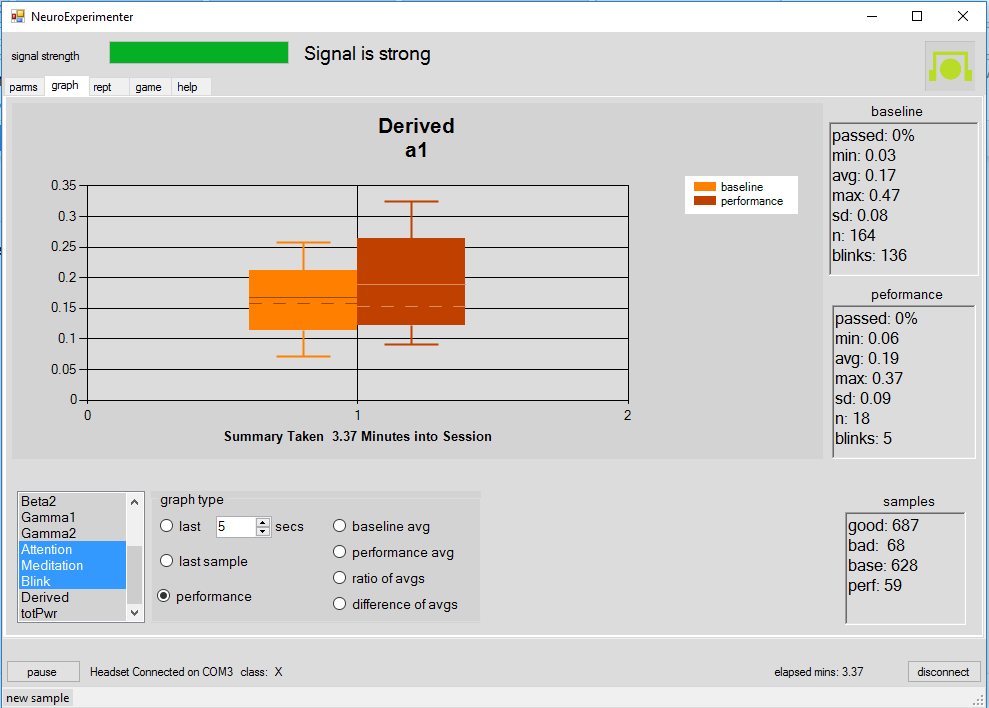 NeuroExperimenter
signal strength
Signal is strong
parms graph rept game help
Derived
a1
0.35
0.3
0.25
0.2
0.15
0.1
0.05
0
0 1 2
Summary Taken 3.37 Minutes into Session
baseline
performance
baseline
passed: 0%
min: 0.03
avg: 0.17
max: 0.47
sd: 0.08
n: 164
blinks: 136
peformance
passed: 0%
min: 0.06
avg: 0.19
max: 0.37
sd: 0.09
n: 18
blinks: 5
Beta2
Gamma1
Gamma2
Attention
Meditation
Blink
Derived
totPwr
graph type
last 5 secs
last sample
performance
baseline avg
performance avg
ratio of avgs
difference of avgs
samples
good: 687
bad: 68
base: 628
perf: 59
pause Headset Connected on COM3 class: X elapsed mins: 3.37 disconnect
new sample